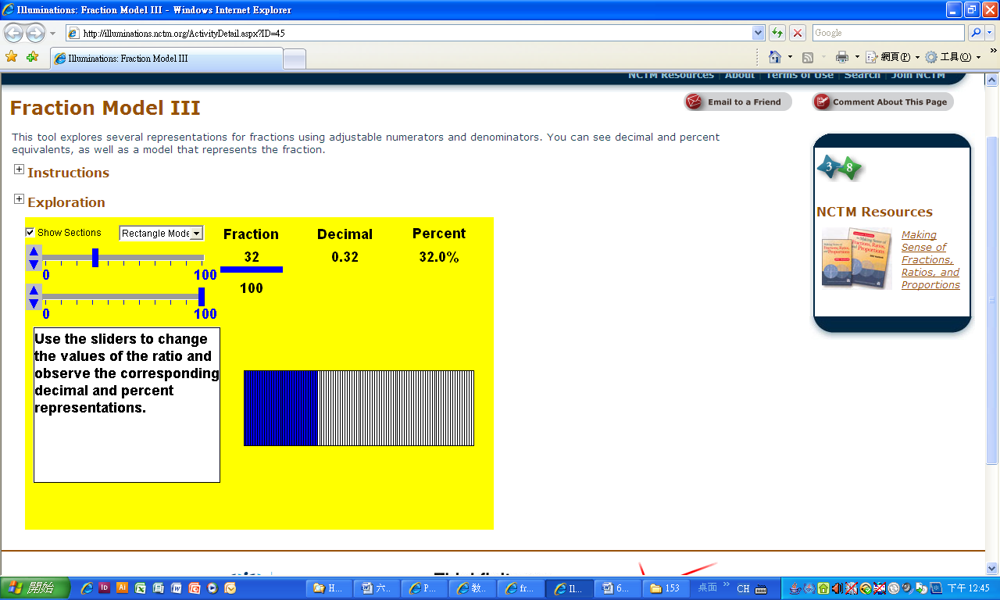 Illuminations: Fraction Model III - Windows Internet Explorer
http://illuminations.nctm.org/ActivityDetail.aspx?ID=45
Google
Illuminations: Fraction Model III
網頁(P)
工具(O)
NCTM Resources | About | Terms of Use | Search | Join NCTM
Fraction Model III
Email to a Friend
Comment About This Page
This tool explores several representations for fractions using adjustable numerators and denominators. You can see decimal and percent
equivalents, as well as a model that represents the fraction.
Instructions
Exploration
Show Sections
Rectangle Mode
Fraction
Decimal
Percent
32
0.32
32.0%
0
100
100
0
100
Use the sliders to change
the values of the ratio and
observe the corresponding
decimal and percent
representations.
3
8
NCTM Resources
Making
Sense of
Fractions,
Ratios, and
Proportions
開始
H...
六...
P...
教...
fr...
Il...
6...
153
桌面
CH
下午 12:45